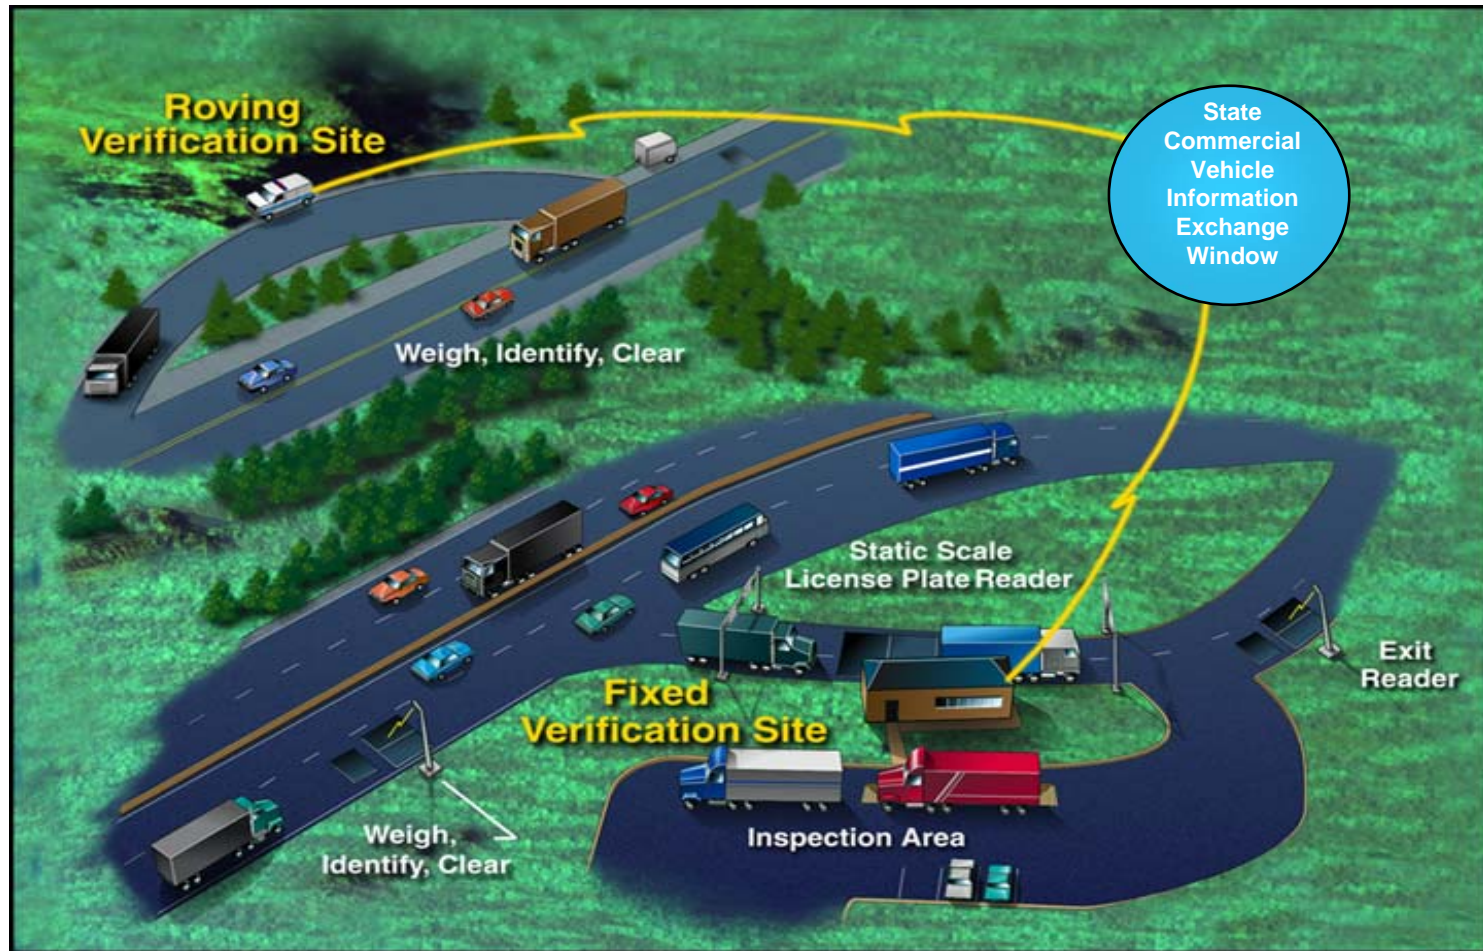 Roving
Verification Site
State
Commercial
Vehicle
Information
Exchange
Window
Weigh, Identify, Clear
Static Scale
License Plate Reader
Exit
Reader
Fixed
Verification Site
Weigh,
Identify, Clear
Inspection Area